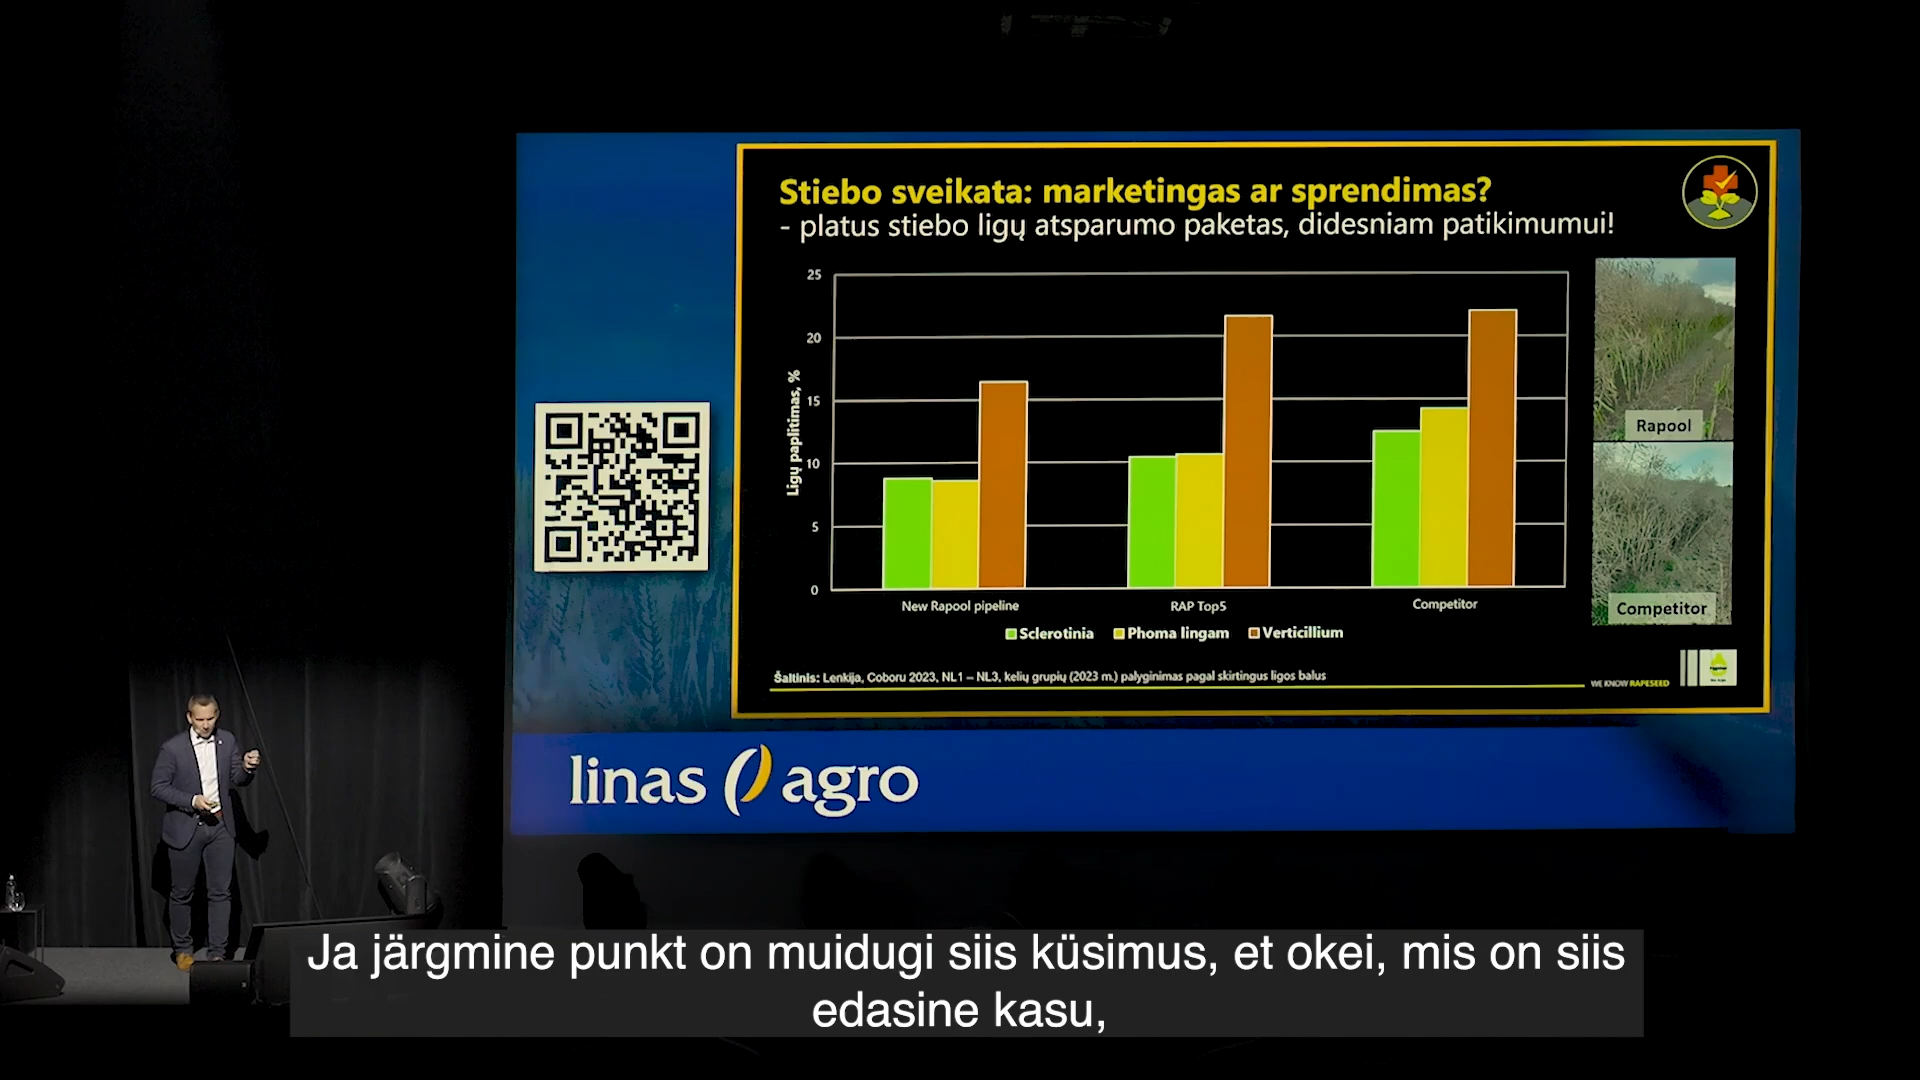 Stiebo sveikata: marketingas ar sprendimas?
- platus stiebo ligų atsparumo paketas, didesniam patikimumui!
25
20
15
10
5
0
Ligų paplitimas, %
New Rapool pipeline
RAP Top5
Competitor
Sclerotinia
Phoma lingam
Verticillium
Rapool
Competitor
Šaltinis: Lenkija, Coboru 2023, NL1 – NL3, kelių grupių (2023 m.) palyginimas pagal skirtingus ligos balus
WE KNOW RAPESEED
linas agro
Ja järgmine punkt on muidugi siis küsimus, et okei, mis on siis
edasine kasu,